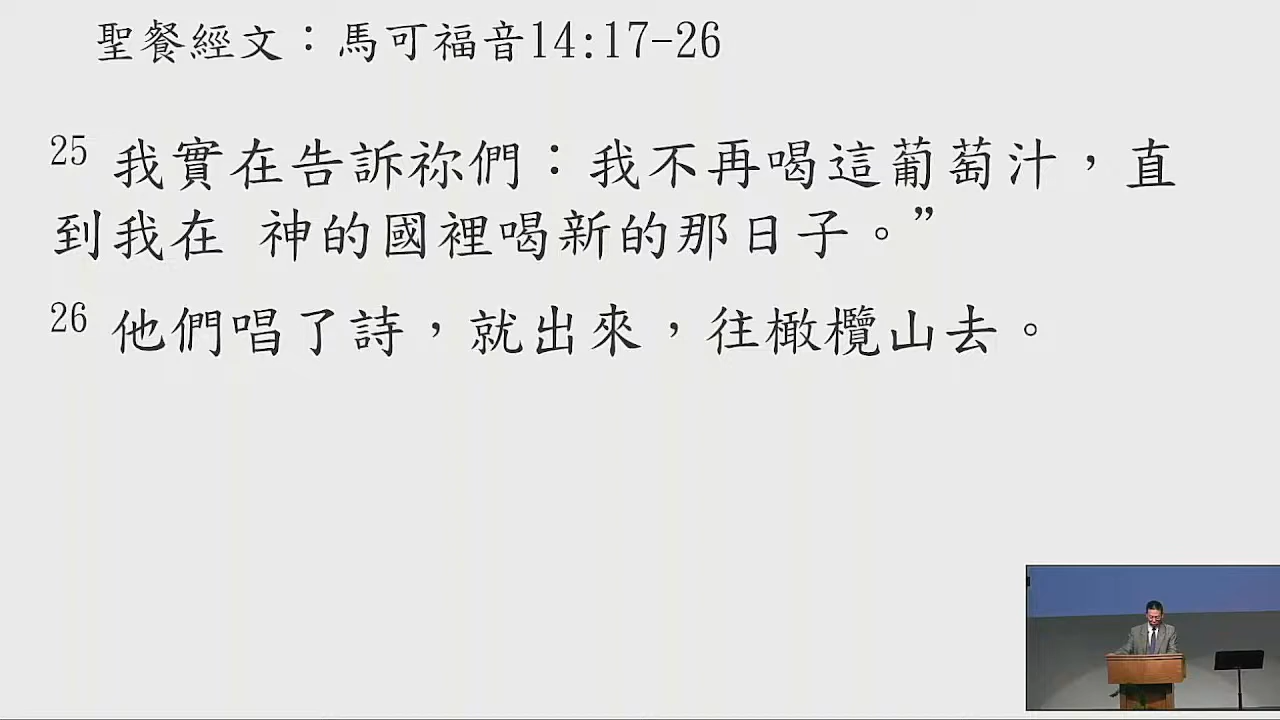 聖餐經文：馬可福音14:17-26
25 我實在告訴祢們：我不再喝這葡萄汁，直
到我在 神的國裡喝新的那日子。”
26 他們唱了詩，就出來，往橄欖山去。